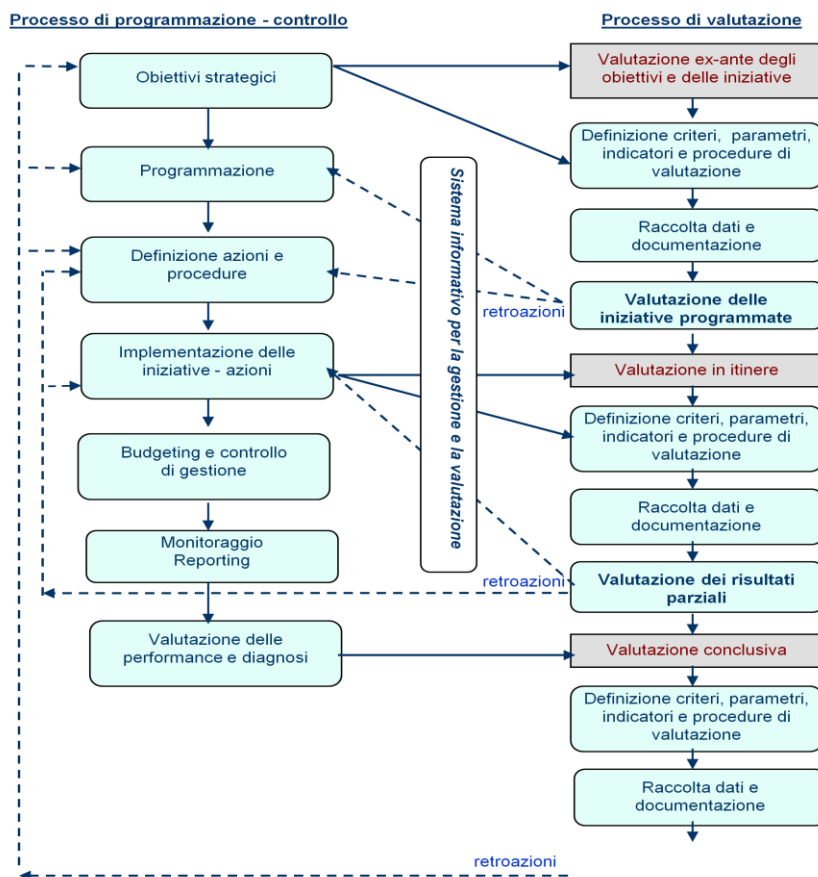 Processo di programmazione - controllo
Obiettivi strategici
Programmazione
Definizione azioni e
procedure
Implementazione delle
iniziative - azioni
Budgeting e controllo
di gestione
Monitoraggio
Reporting
Valutazione delle
performance e diagnosi
Sistema informativo per la gestione e la valutazione
Processo di valutazione
Valutazione ex-ante degli
obiettivi e delle iniziative
Definizione criteri, parametri,
indicatori e procedure di
valutazione
Raccolta dati e
documentazione
retroazioni
Valutazione delle
iniziative programmate
Valutazione in itinere
Definizione criteri, parametri,
indicatori e procedure di
valutazione
Raccolta dati e
documentazione
retroazioni
Valutazione dei risultati
parziali
Valutazione conclusiva
Definizione criteri, parametri,
indicatori e procedure di
valutazione
Raccolta dati e
documentazione
retroazioni